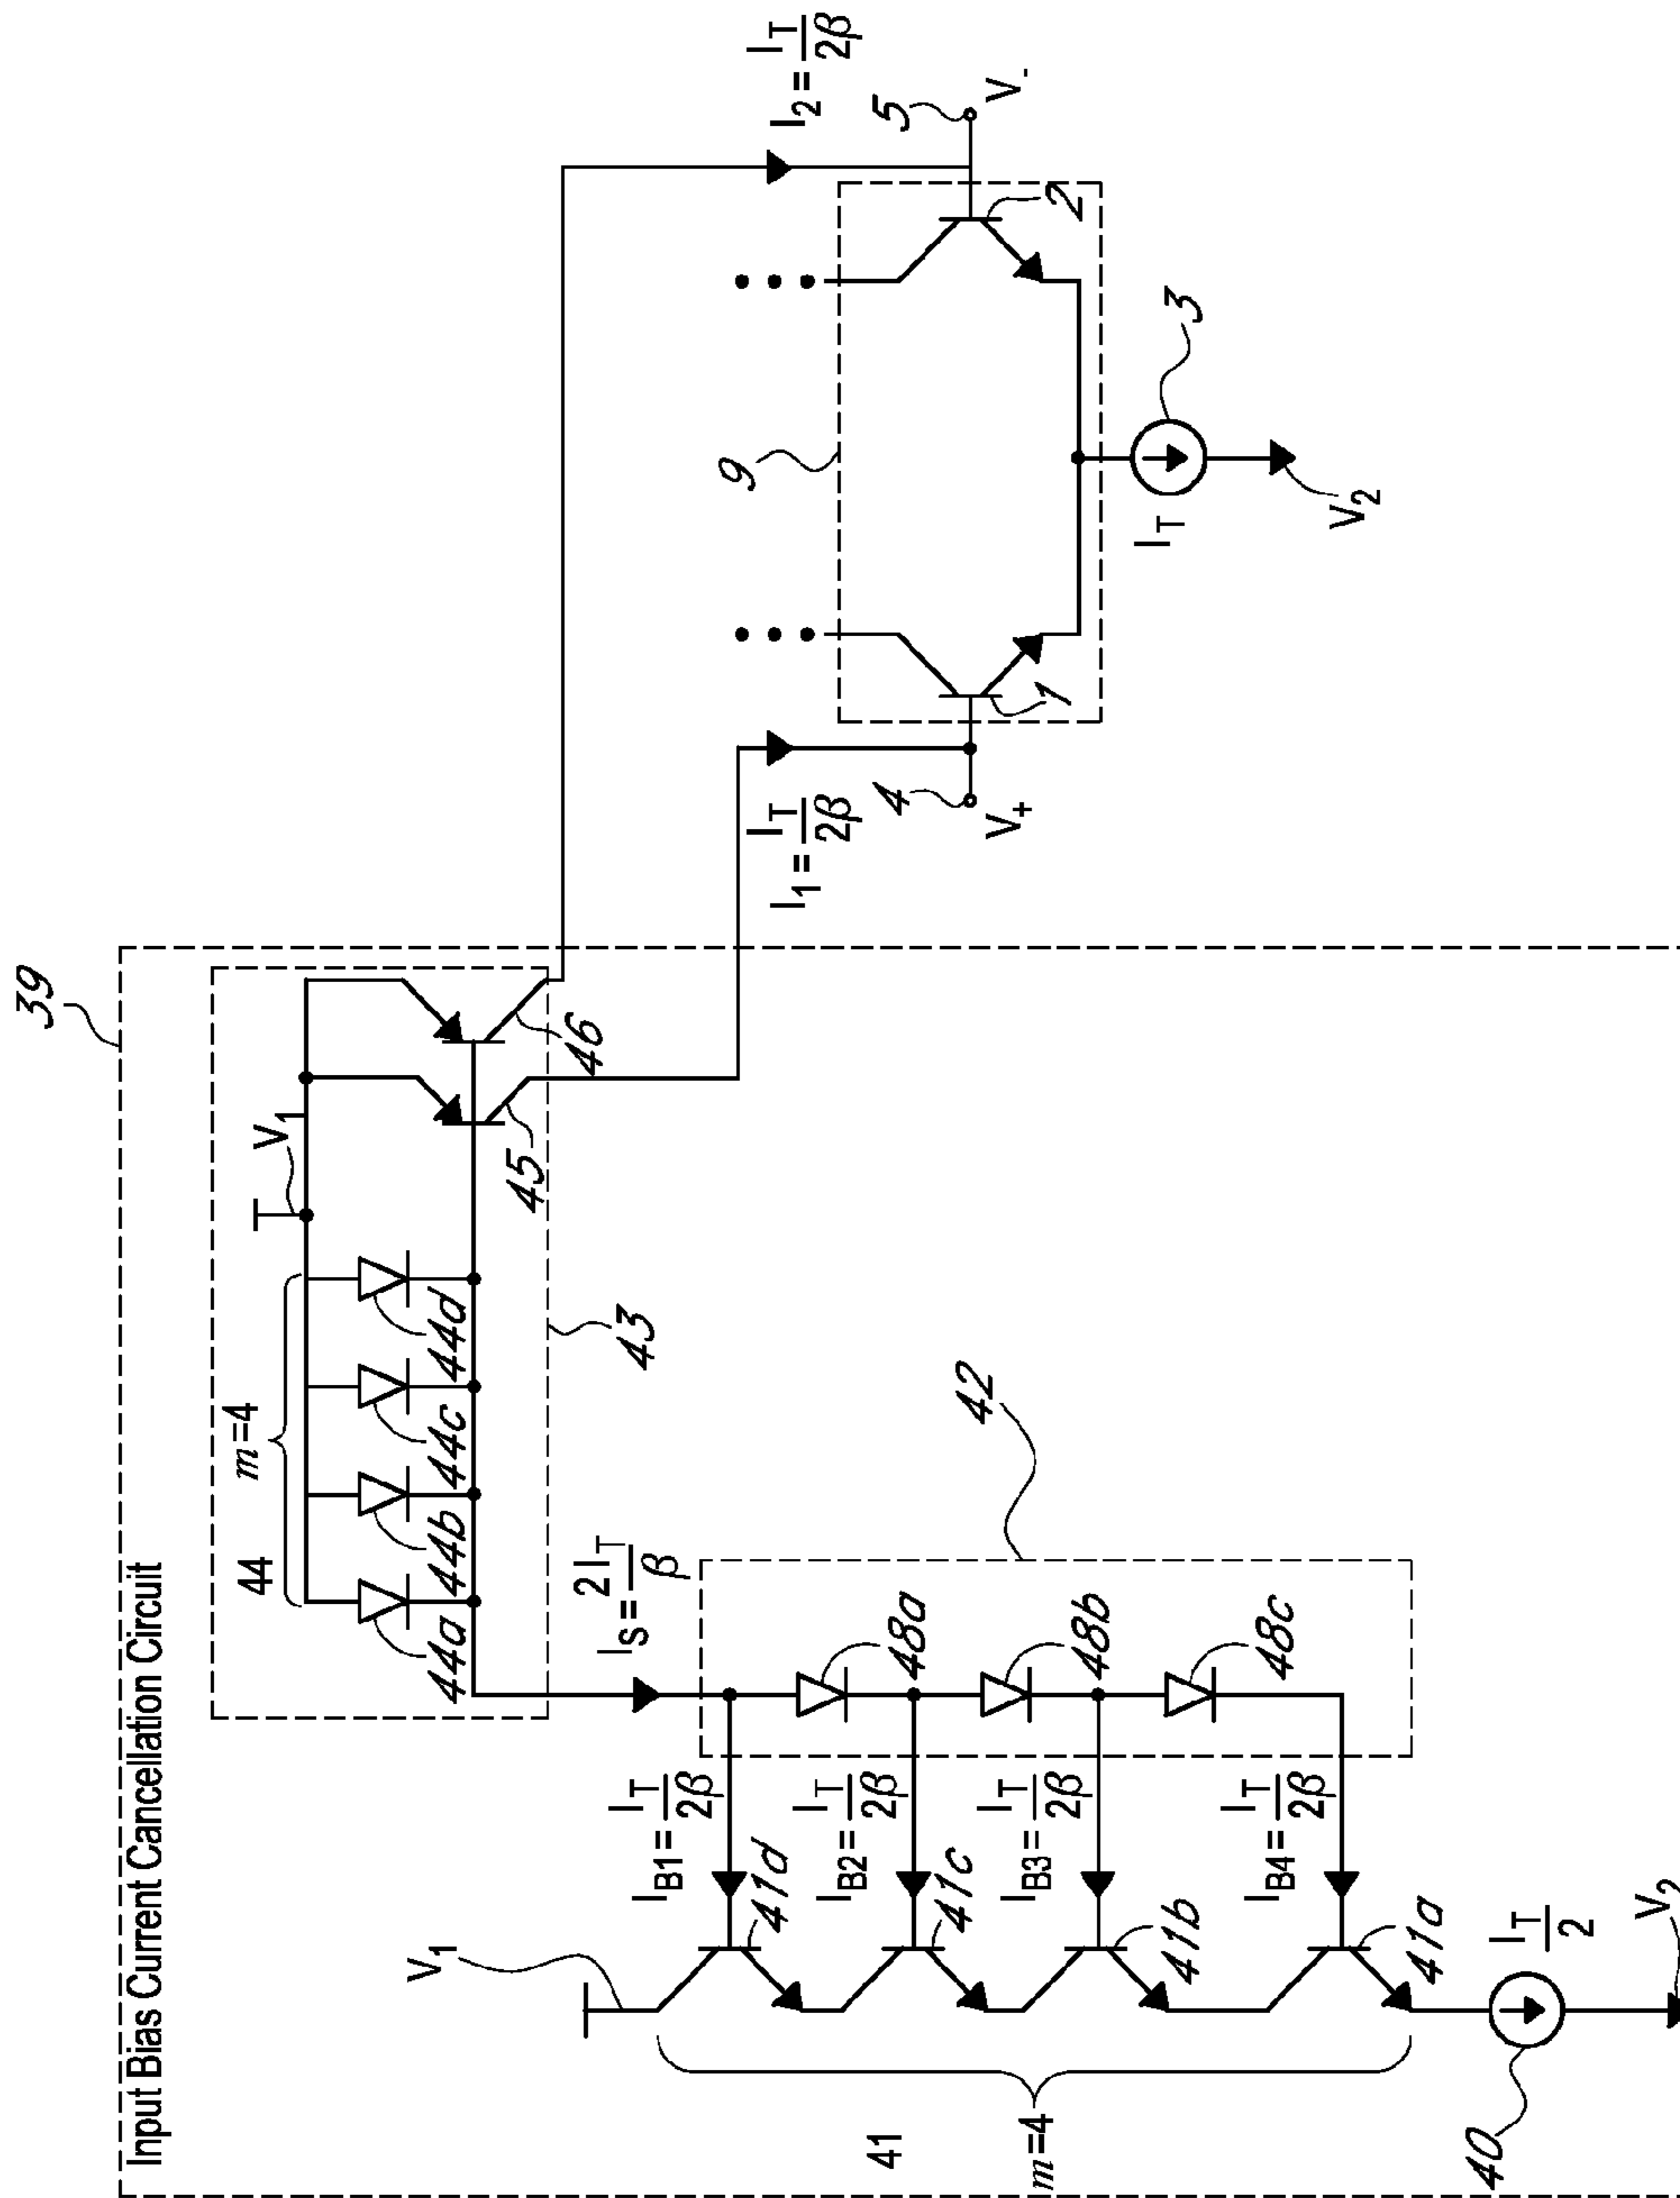 39
Input Bias Current Cancellation Circuit
44
m=4
V1
44a
44b
44c
44d
45
46
43
IS = 2IT/β
42
V1
IB1 = IT/2β
41d
48a
IB2 = IT/2β
41c
48b
IB3 = IT/2β
41b
48c
IB4 = IT/2β
41a
41
m=4
40
IT/2
V2
I1 = IT/2β
I2 = IT/2β
9
4
V+
1
5
V-
2
IT
3
V2